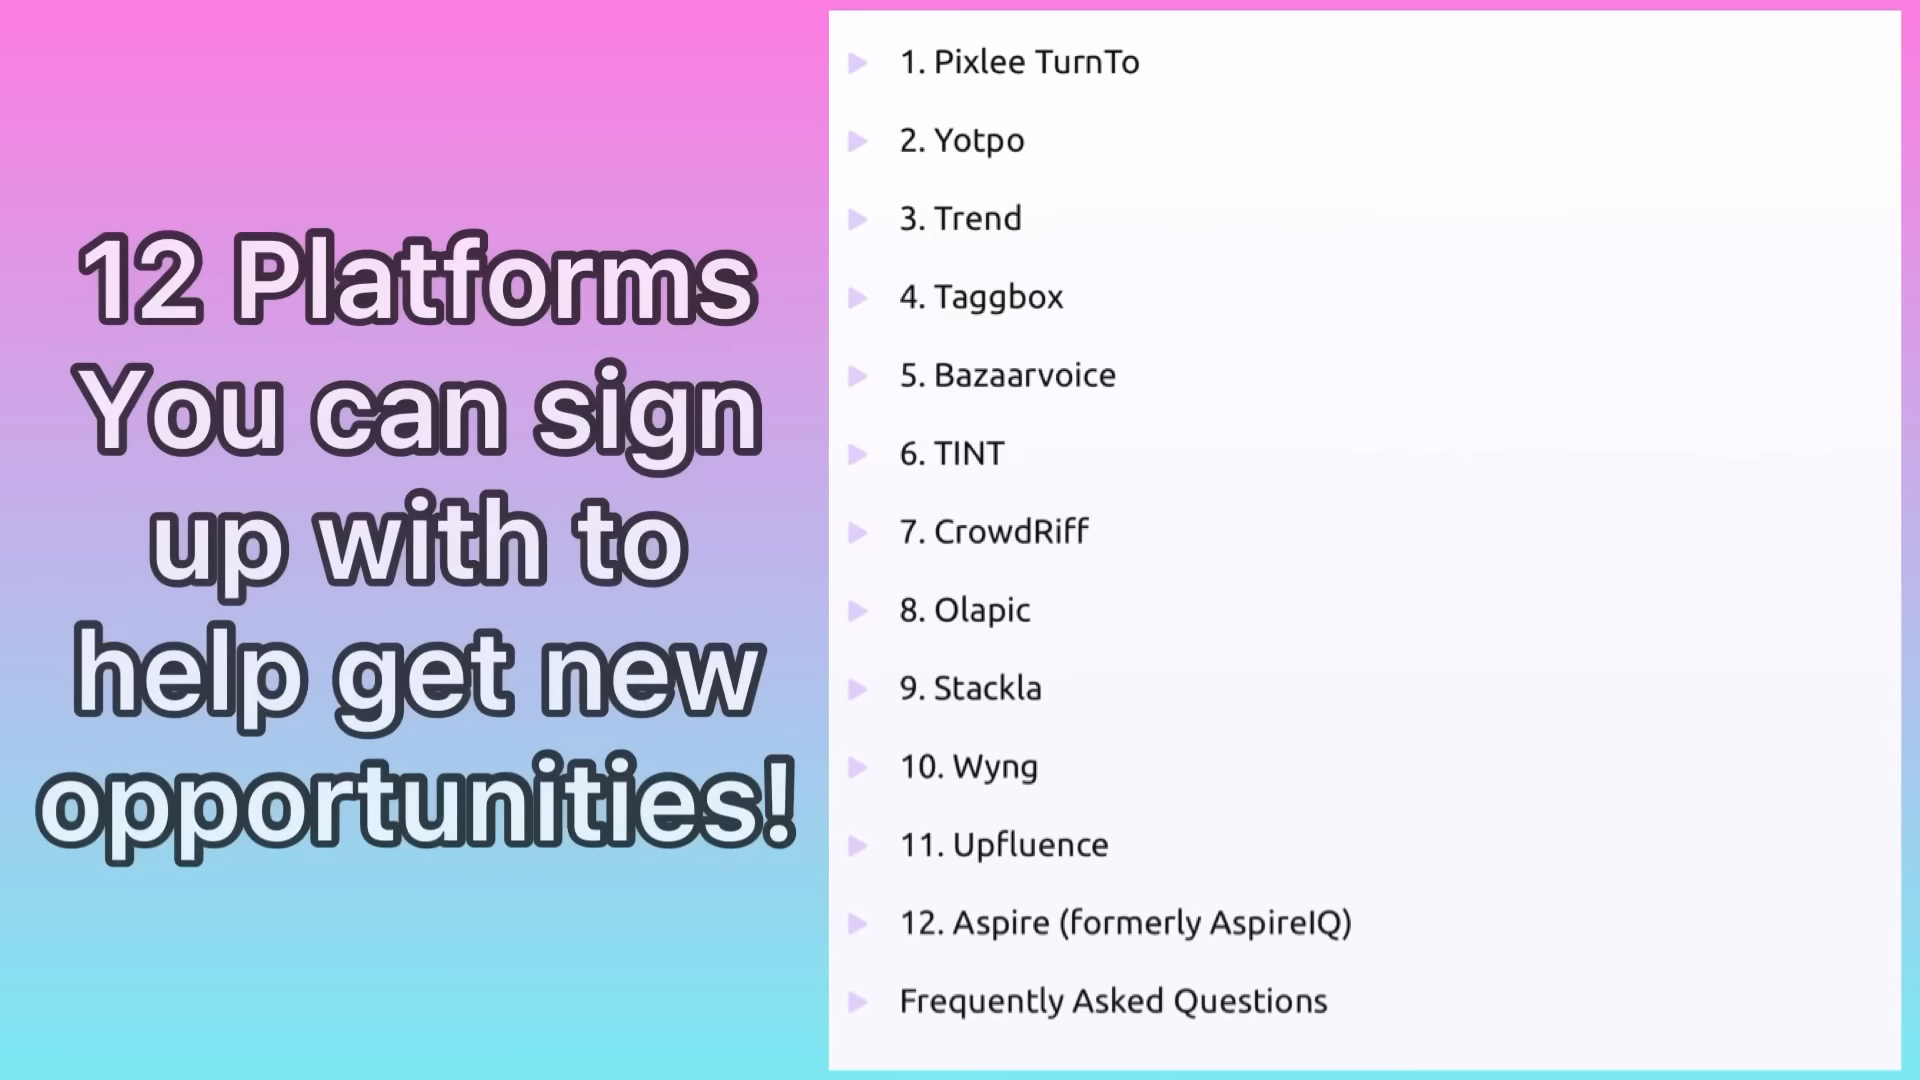 12 Platforms
You can sign
up with to
help get new
opportunities!
1. Pixlee TurnTo
2. Yotpo
3. Trend
4. Taggbox
5. Bazaarvoice
6. TINT
7. CrowdRiff
8. Olapic
9. Stackla
10. Wyng
11. Upfluence
12. Aspire (formerly AspireIQ)
Frequently Asked Questions